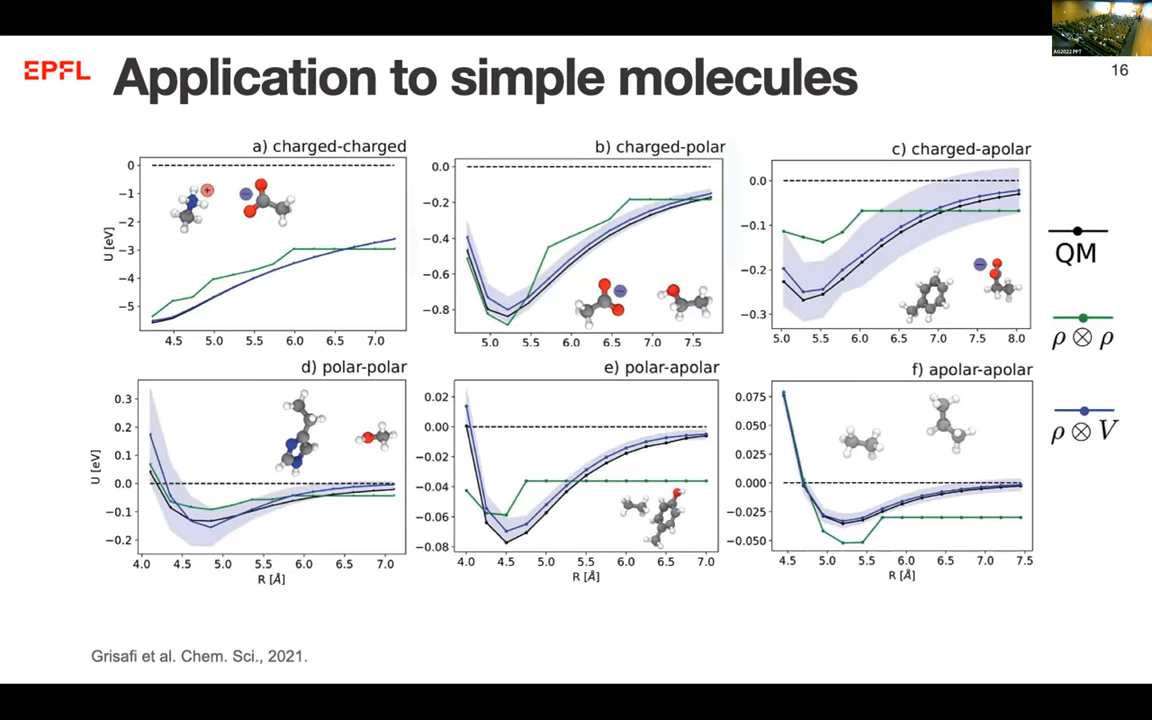 AG2022 PPT
EPFL
Application to simple molecules
16
a) charged-charged
0
−1
−2
−3
−4
−5
U [eV]
4.5 5.0 5.5 6.0 6.5 7.0
+
−
b) charged-polar
0.0
−0.2
−0.4
−0.6
−0.8
5.0 5.5 6.0 6.5 7.0 7.5
−
c) charged-apolar
0.0
−0.1
−0.2
−0.3
5.0 5.5 6.0 6.5 7.0 7.5 8.0
−
QM
ρ ⊗ ρ
ρ ⊗ V
d) polar-polar
0.3
0.2
0.1
0.0
−0.1
−0.2
U [eV]
4.0 4.5 5.0 5.5 6.0 6.5 7.0
R [Å]
e) polar-apolar
0.02
0.00
−0.02
−0.04
−0.06
−0.08
4.0 4.5 5.0 5.5 6.0 6.5 7.0
R [Å]
f) apolar-apolar
0.075
0.050
0.025
0.000
−0.025
−0.050
4.5 5.0 5.5 6.0 6.5 7.0 7.5
R [Å]
Grisafi et al. Chem. Sci., 2021.